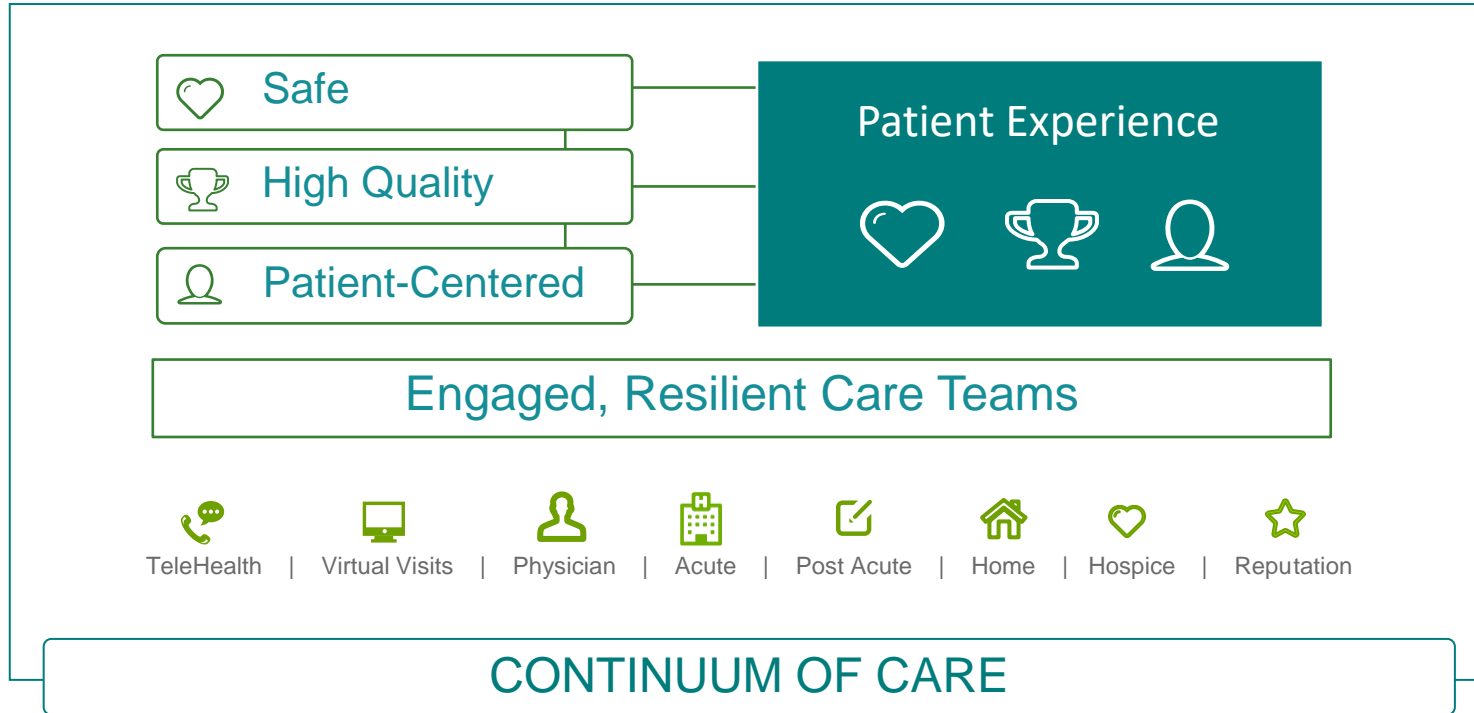 Safe
High Quality
Patient-Centered
Patient Experience
Engaged, Resilient Care Teams
TeleHealth | Virtual Visits | Physician | Acute | Post Acute | Home | Hospice | Reputation
CONTINUUM OF CARE